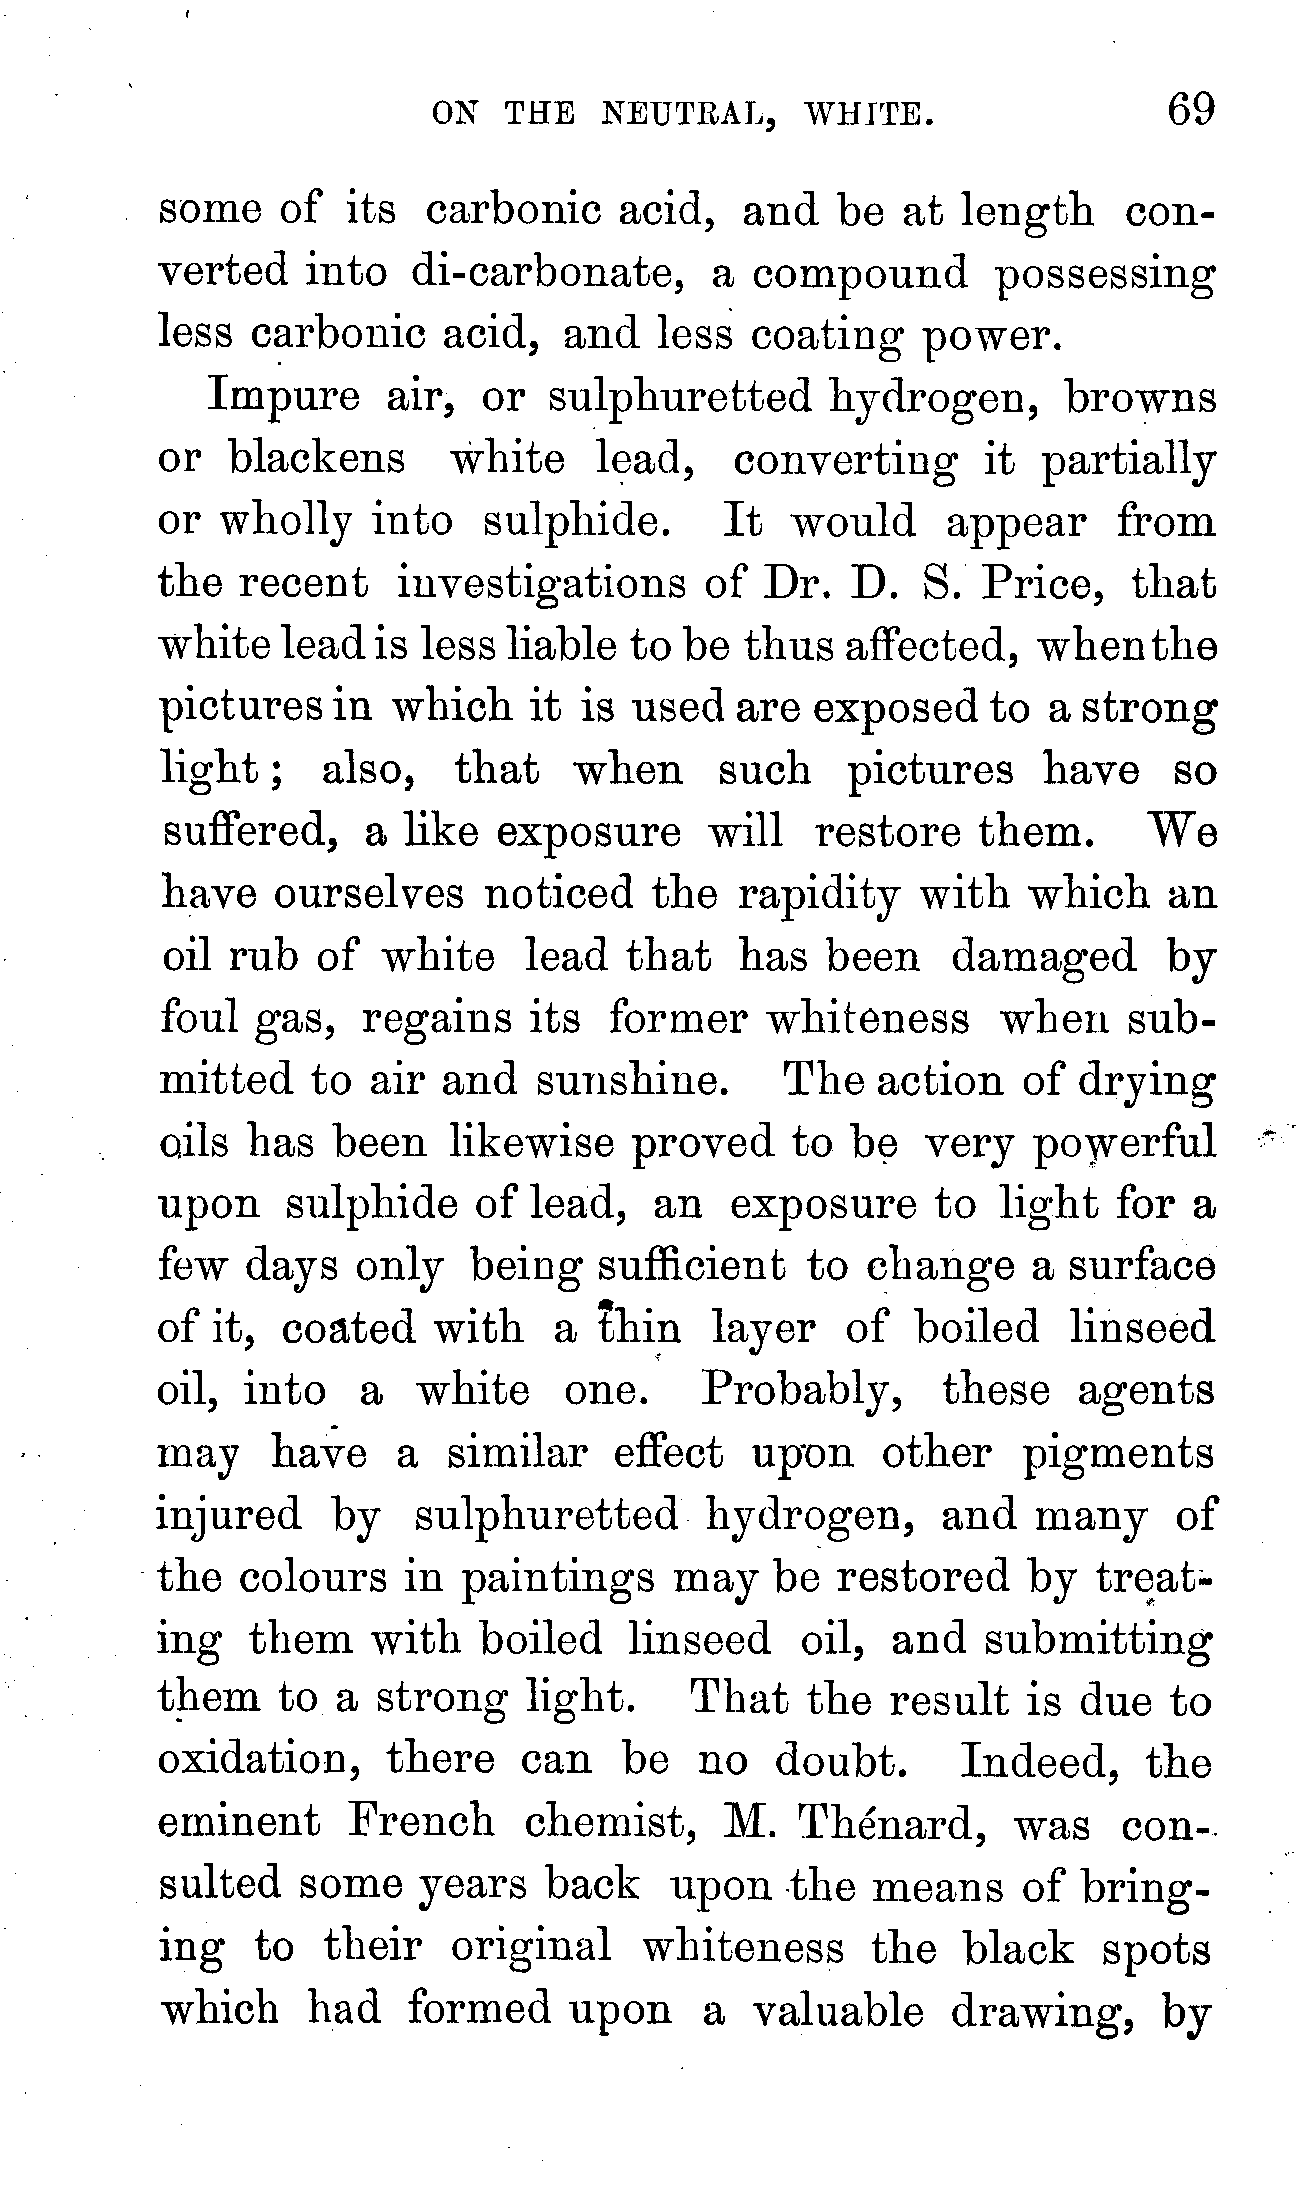 ON THE NEUTRAL, WHITE. 69
some of its carbonic acid, and be at length con-
verted into di-carbonate, a compound possessing
less carbonic acid, and less coating power.
Impure air, or sulphuretted hydrogen, browns
or blackens white lead, converting it partially
or wholly into sulphide. It would appear from
the recent investigations of Dr. D. S. Price, that
white lead is less liable to be thus affected, when the
pictures in which it is used are exposed to a strong
light; also, that when such pictures have so
suffered, a like exposure will restore them. We
have ourselves noticed the rapidity with which an
oil rub of white lead that has been damaged by
foul gas, regains its former whiteness when sub-
mitted to air and sunshine. The action of drying
oils has been likewise proved to be very powerful
upon sulphide of lead, an exposure to light for a
few days only being sufficient to change a surface
of it, coated with a thin layer of boiled linseed
oil, into a white one. Probably, these agents
may have a similar effect upon other pigments
injured by sulphuretted hydrogen, and many of
the colours in paintings may be restored by treat-
ing them with boiled linseed oil, and submitting
them to a strong light. That the result is due to
oxidation, there can be no doubt. Indeed, the
eminent French chemist, M. Thénard, was con-
sulted some years back upon the means of bring-
ing to their original whiteness the black spots
which had formed upon a valuable drawing, by